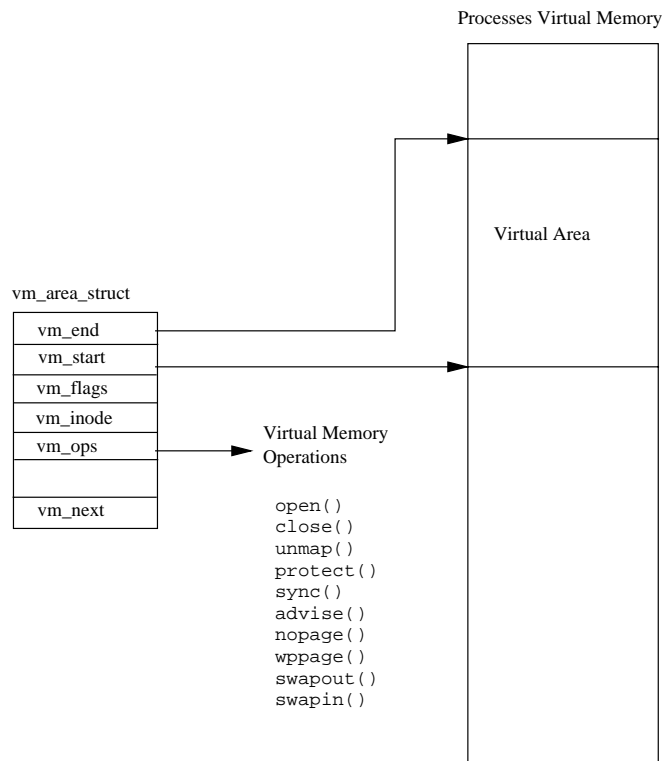 Processes Virtual Memory
Virtual Area
vm_area_struct
vm_end
vm_start
vm_flags
vm_inode
vm_ops
vm_next
Virtual Memory
Operations
open()
close()
unmap()
protect()
sync()
advise()
nopage()
wppage()
swapout()
swapin()